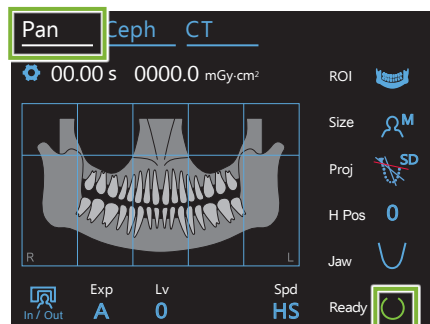 Pan Ceph CT
00.00 s 0000.0 mGy·cm²
ROI
Size M
Proj SD
H Pos 0
R L
Jaw
In / Out
Exp Lv Spd
A 0 HS
Ready